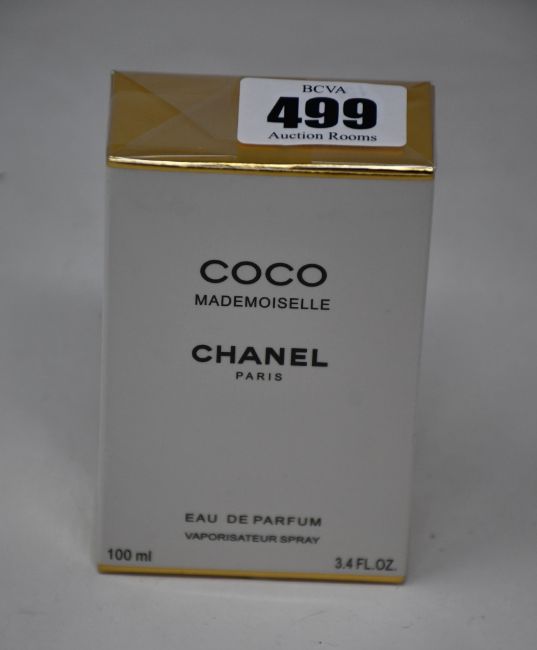 BCVA
499
Auction Rooms
COCO
MADEMOISELLE
CHANEL
PARIS
EAU DE PARFUM
VAPORISATEUR SPRAY
100 ml
3.4 FL.OZ.